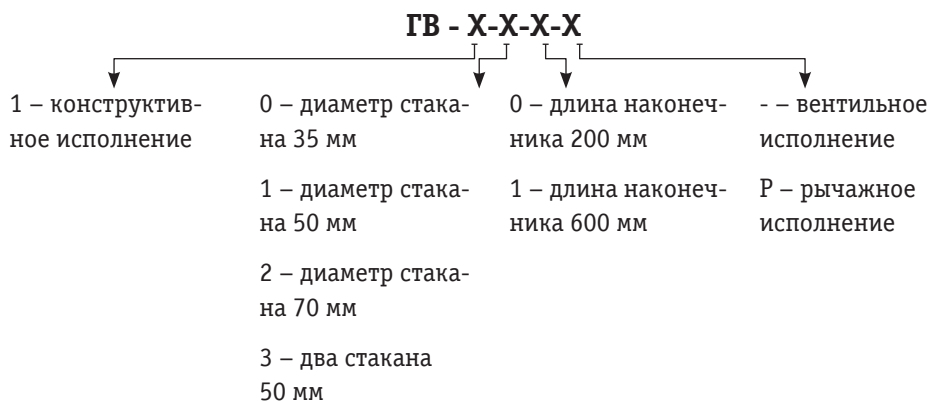 ГВ - Х-Х-Х-Х
1 – конструктив-
ное исполнение
0 – диаметр стака-
на 35 мм
1 – диаметр стака-
на 50 мм
2 – диаметр стака-
на 70 мм
3 – два стакана
50 мм
0 – длина наконеч-
ника 200 мм
1 – длина наконеч-
ника 600 мм
- – вентильное
исполнение
Р – рычажное
исполнение